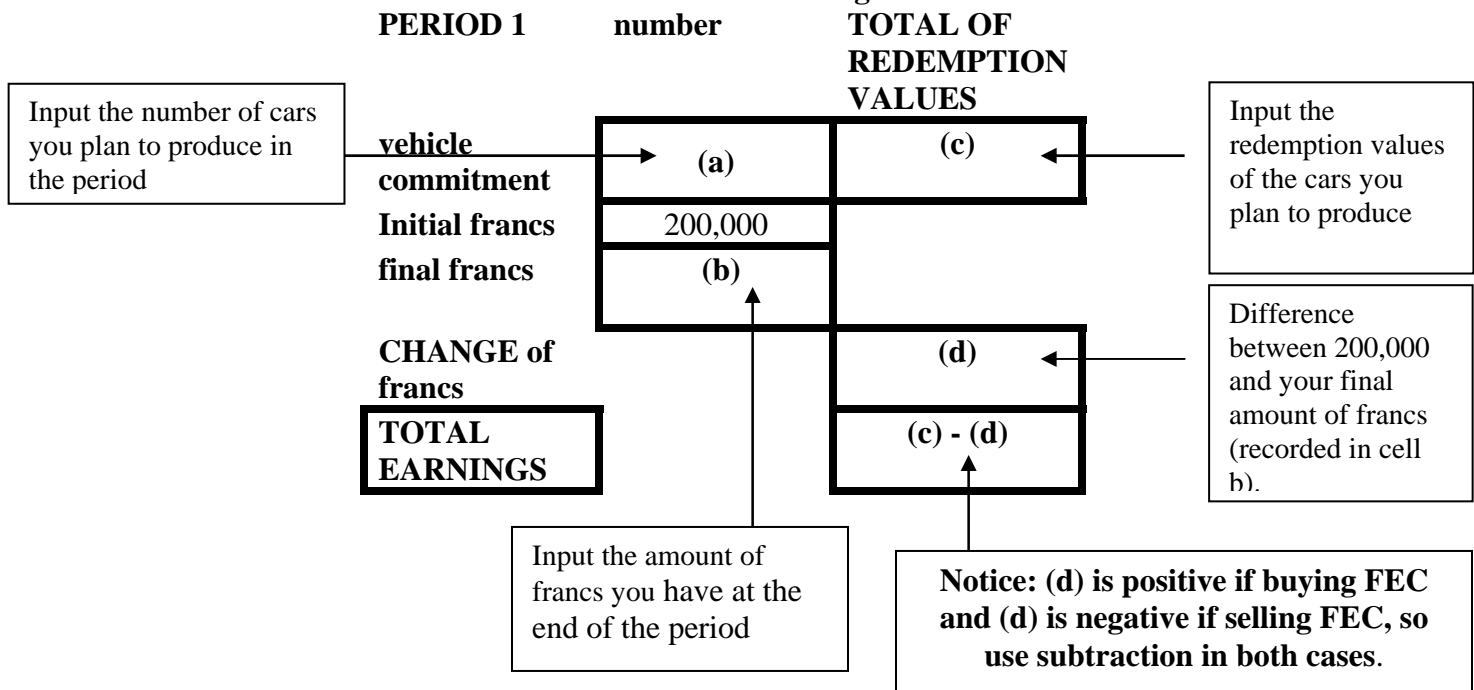 PERIOD 1 number TOTAL OF
REDEMPTION
VALUES
Input the number of cars
you plan to produce in
the period
vehicle
commitment
(a)
(c)
Input the
redemption values
of the cars you
plan to produce
Initial francs 200,000
final francs (b)
CHANGE of
francs
(d)
Difference
between 200,000
and your final
amount of francs
(recorded in cell
b).
TOTAL
EARNINGS
(c) - (d)
Input the amount of
francs you have at the
end of the period
Notice: (d) is positive if buying FEC
and (d) is negative if selling FEC, so
use subtraction in both cases.